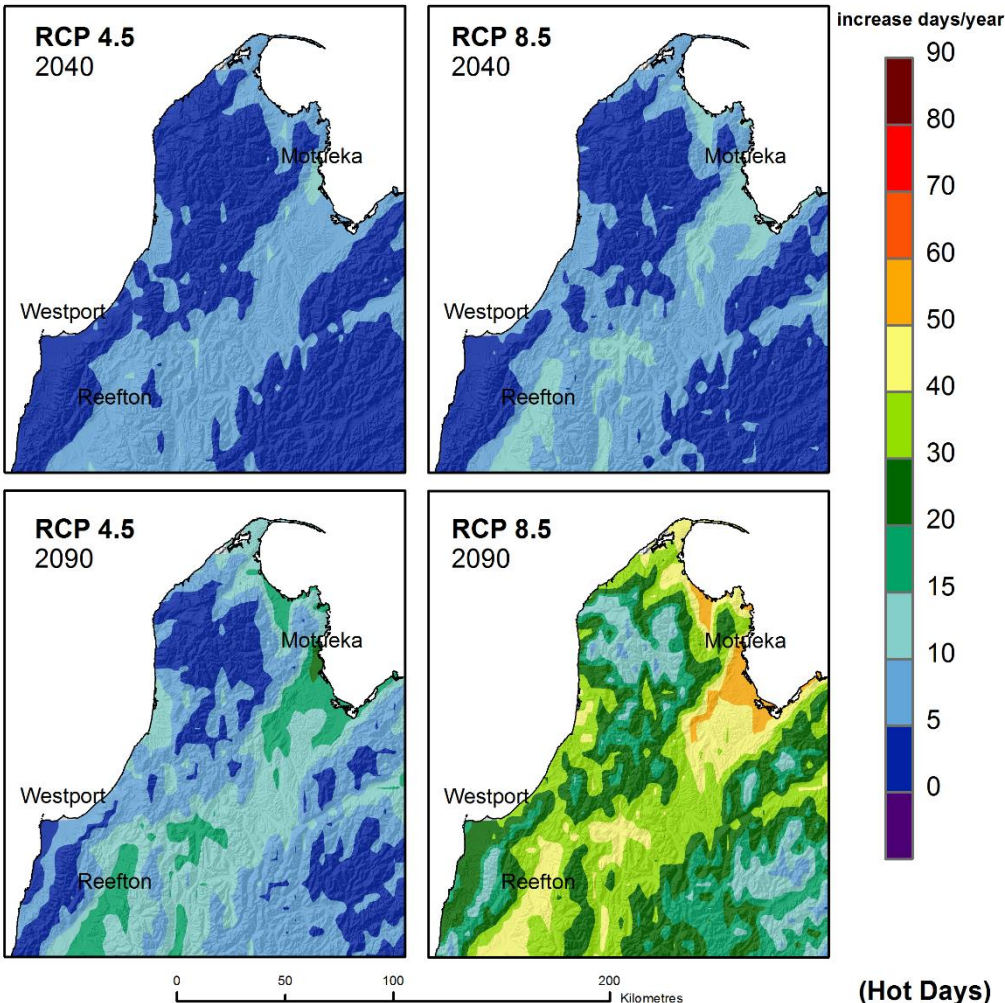 RCP 4.5
2040
Motueka
Westport
Reefton
RCP 8.5
2040
Motueka
Westport
Reefton
increase days/year
90
80
70
60
50
40
30
20
15
10
5
0
RCP 4.5
2090
Motueka
Westport
Reefton
RCP 8.5
2090
Motueka
Westport
Reefton
0 50 100 200
Kilometres
(Hot Days)